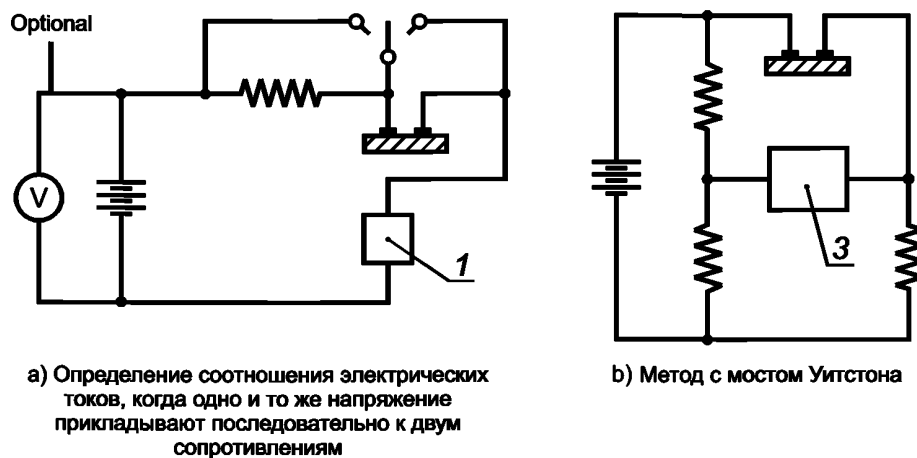 Optional
V
1
3
а) Определение соотношения электрических
токов, когда одно и то же напряжение
прикладывают последовательно к двум
сопротивлениям
b) Метод с мостом Уитстона